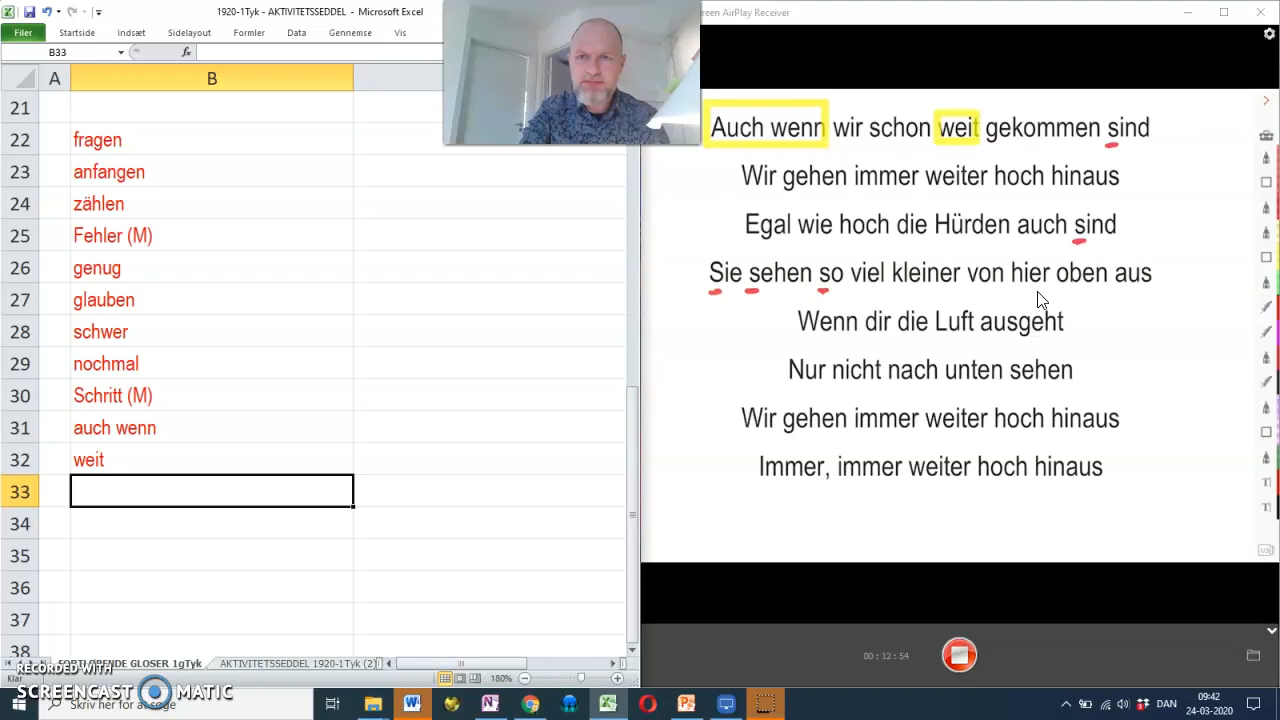 1920-1Tyk - AKTIVITETSSEDDEL - Microsoft Excel
Filer Startside Indsæt Sidelayout Formler Data Gennemse Vis
B33 fx
A B
21
22 fragen
23 anfangen
24 zählen
25 Fehler (M)
26 genug
27 glauben
28 schwer
29 nochmal
30 Schritt (M)
31 auch wenn
32 weit
33
34
35
36
37
38
GLOSER 1gTyk AKTIVITETSSEDDEL 1920-1Tyk (2)
180%
RECORDED WITH
SCREENCAST MATIC
Skriv her for at søge
AirPlay Receiver
Auch wenn wir schon weit gekommen sind
Wir gehen immer weiter hoch hinaus
Egal wie hoch die Hürden auch sind
Sie sehen so viel kleiner von hier oben aus
Wenn dir die Luft ausgeht
Nur nicht nach unten sehen
Wir gehen immer weiter hoch hinaus
Immer, immer weiter hoch hinaus
00:12:54
DAN
09:42
24-03-2020